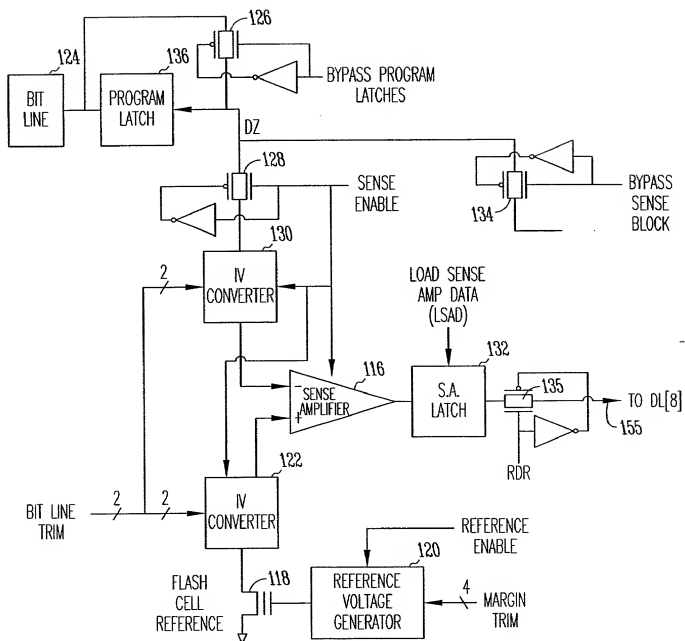 126
124
136
BIT
LINE
PROGRAM
LATCH
BYPASS PROGRAM
LATCHES
DZ
128
SENSE
ENABLE
134
BYPASS
SENSE
BLOCK
130
IV
CONVERTER
2
LOAD SENSE
AMP DATA
(LSAD)
116
132
135
-
SENSE
AMPLIFIER
+
S.A.
LATCH
TO DL[8]
155
RDR
122
IV
CONVERTER
BIT LINE
TRIM
2
2
REFERENCE
ENABLE
120
118
FLASH
CELL
REFERENCE
REFERENCE
VOLTAGE
GENERATOR
4
MARGIN
TRIM